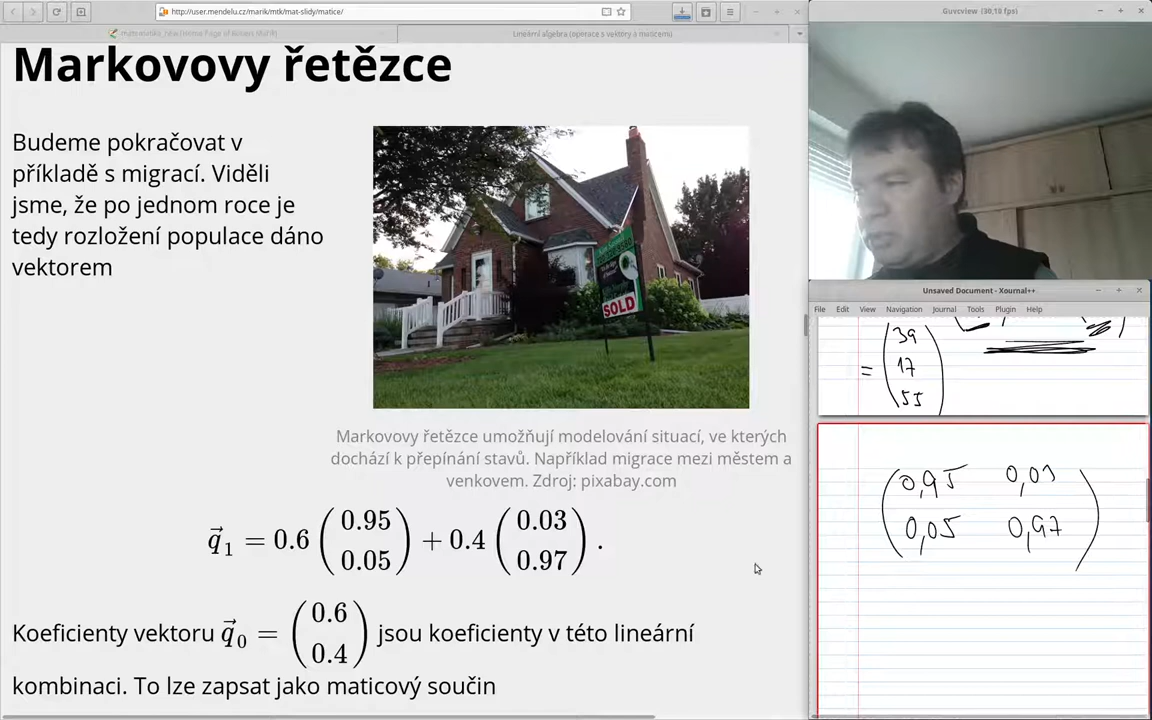 http://user.mendelu.cz/marik/mtk/mat-slidy/matice/
Lineární algebra (operace s vektory a maticemi)
Guvcview (30,18 fps)
Markovovy řetězce
Budeme pokračovat v
příkladě s migrací. Viděli
jsme, že po jednom roce je
tedy rozložení populace dáno
vektorem
SOLD
Markovovy řetězce umožňují modelování situací, ve kterých
dochází k přepínání stavů. Například migrace mezi městem a
venkovem. Zdroj: pixabay.com
q⃗₁ = 0.6 (0.95 0.05) + 0.4 (0.03 0.97) .
Koeficienty vektoru q⃗₀ = (0.6 0.4) jsou koeficienty v této lineární
kombinaci. To lze zapsat jako maticový součin
Unsaved Document - Xournal++
File Edit View Navigation Journal Tools Plugin Help
= (39 17 55)
0,95 0,03
0,05 0,97